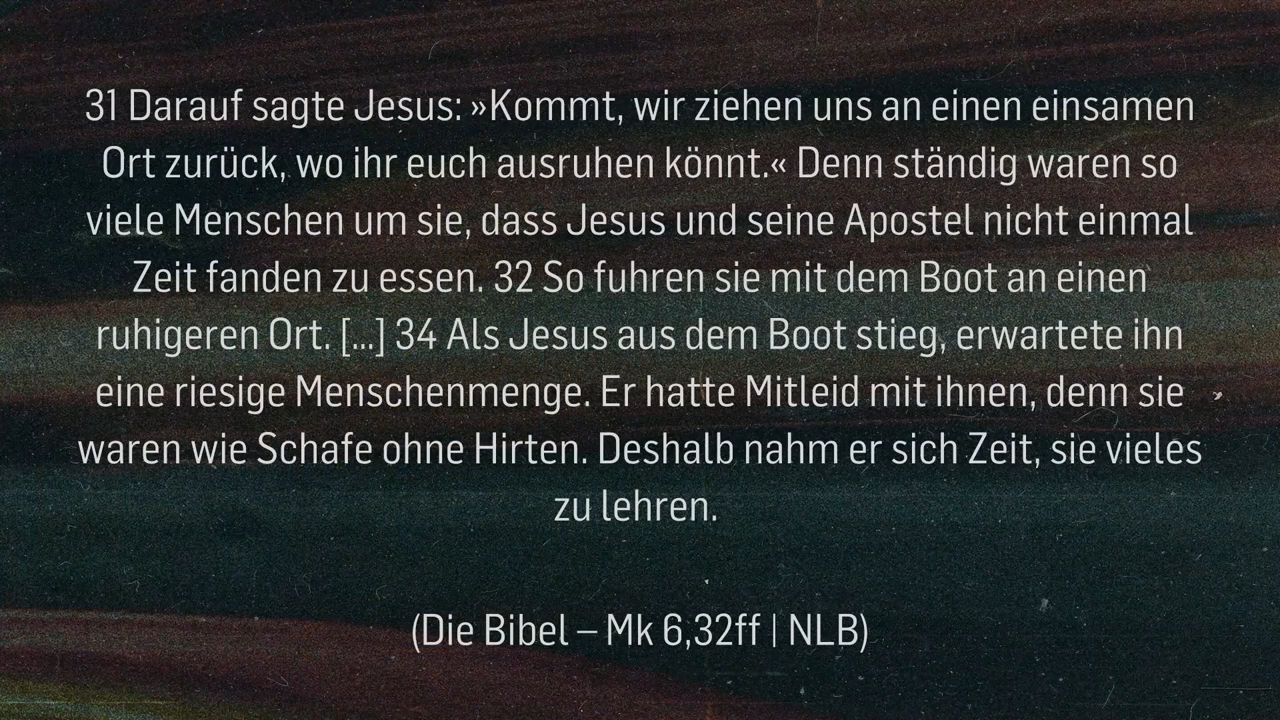 31 Darauf sagte Jesus: »Kommt, wir ziehen uns an einen einsamen
Ort zurück, wo ihr euch ausruhen könnt.« Denn ständig waren so
viele Menschen um sie, dass Jesus und seine Apostel nicht einmal
Zeit fanden zu essen. 32 So fuhren sie mit dem Boot an einen
ruhigeren Ort. [...] 34 Als Jesus aus dem Boot stieg, erwartete ihn
eine riesige Menschenmenge. Er hatte Mitleid mit ihnen, denn sie
waren wie Schafe ohne Hirten. Deshalb nahm er sich Zeit, sie vieles
zu lehren.
(Die Bibel – Mk 6,32ff | NLB)